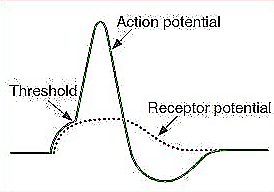 Action potential
Threshold
Receptor potential